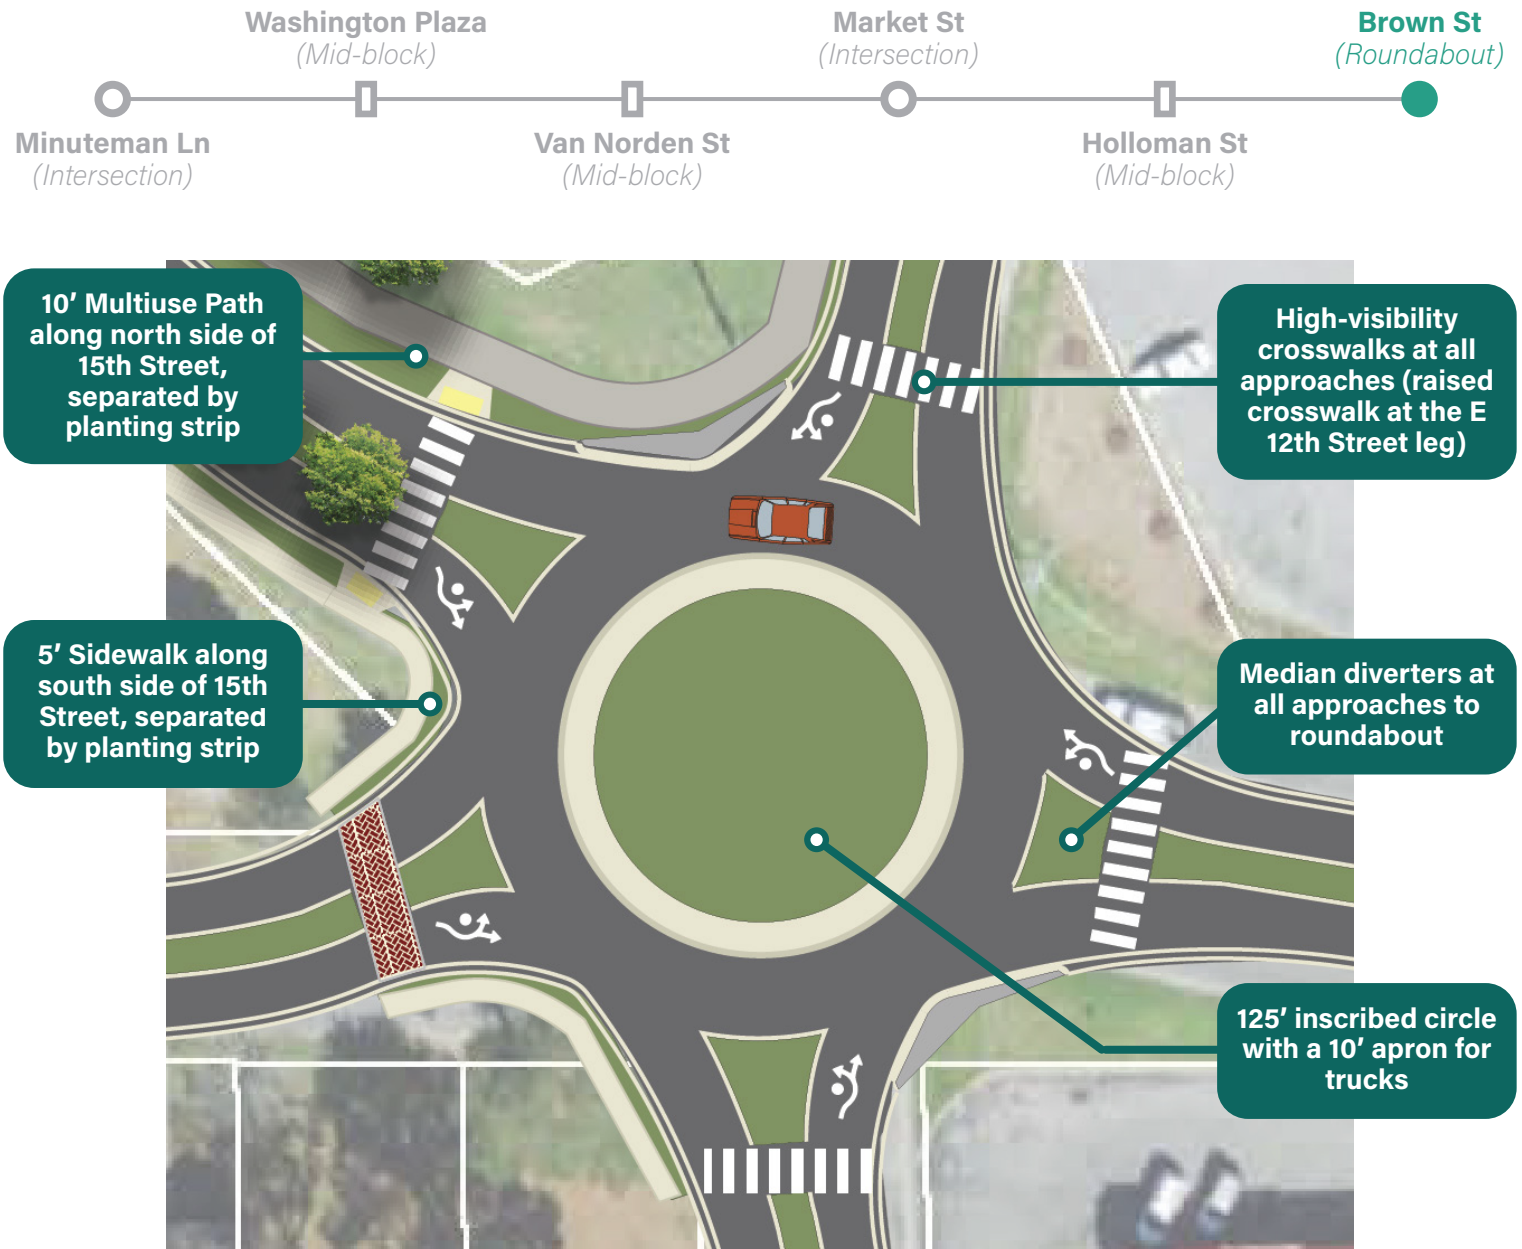 Washington Plaza
(Mid-block)
Market St
(Intersection)
Brown St
(Roundabout)
Minuteman Ln
(Intersection)
Van Norden St
(Mid-block)
Holloman St
(Mid-block)
10′ Multiuse Path
along north side of
15th Street,
separated by
planting strip
High-visibility
crosswalks at all
approaches (raised
crosswalk at the E
12th Street leg)
5′ Sidewalk along
south side of 15th
Street, separated
by planting strip
Median diverters at
all approaches to
roundabout
125′ inscribed circle
with a 10′ apron for
trucks